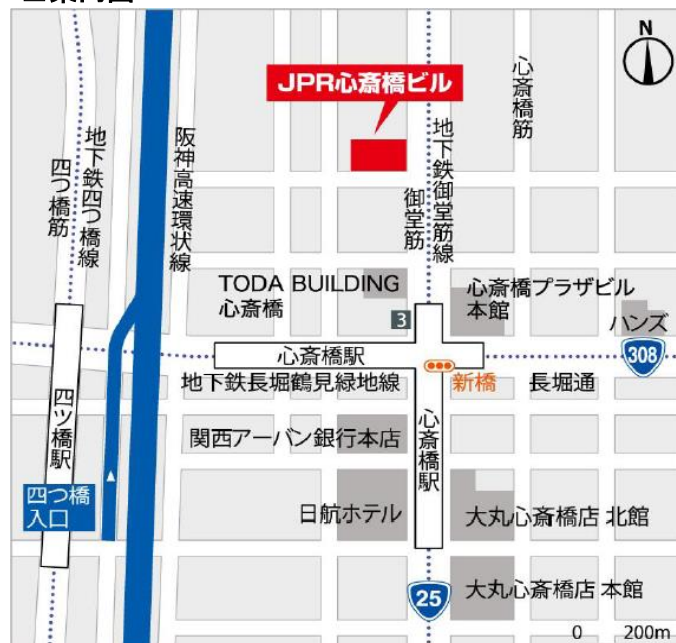 N
JPR心斎橋ビル
心斎橋筋
地下鉄四つ橋線
四つ橋筋
阪神高速環状線
地下鉄御堂筋線
御堂筋
TODA BUILDING
心斎橋
心斎橋プラザビル
本館
3
ハンズ
心斎橋駅
308
地下鉄長堀鶴見緑地線
新橋
長堀通
四ツ橋駅
関西アーバン銀行本店
心斎橋駅
四つ橋
入口
日航ホテル
大丸心斎橋店 北館
25
大丸心斎橋店 本館
0 200m